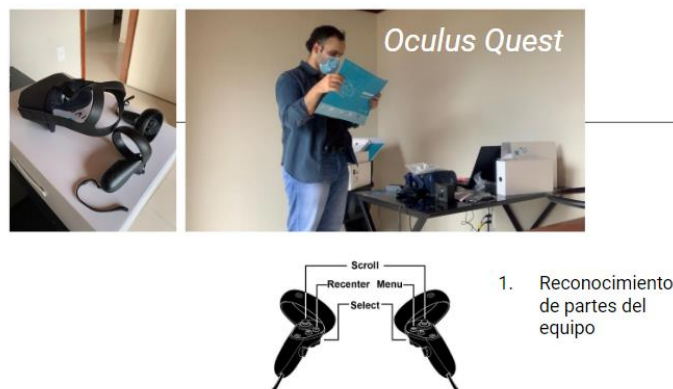 Oculus Quest
Scroll
Recenter Menu
Select
1. Reconocimiento
de partes del
equipo